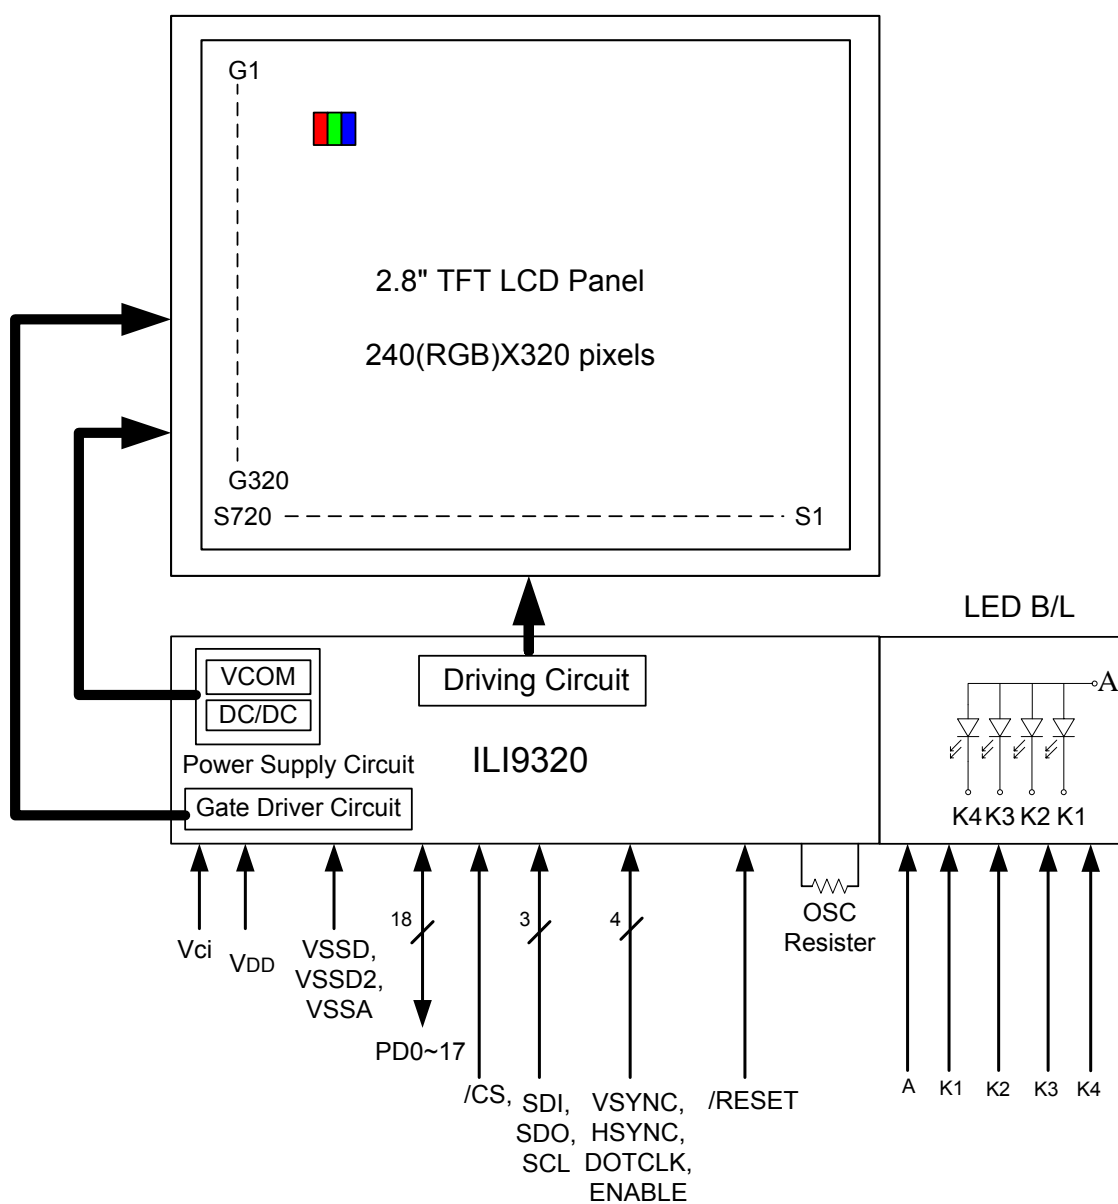 G1
2.8" TFT LCD Panel
240(RGB)X320 pixels
G320
S720
S1
LED B/L
VCOM
DC/DC
Power Supply Circuit
Gate Driver Circuit
Driving Circuit
ILI9320
A
K4 K3 K2 K1
18
3
4
OSC
Resister
Vci
VDD
VSSD,
VSSD2,
VSSA
PD0~17
/CS,
SDI,
SDO,
SCL
VSYNC,
HSYNC,
DOTCLK,
ENABLE
/RESET
A
K1
K2
K3
K4